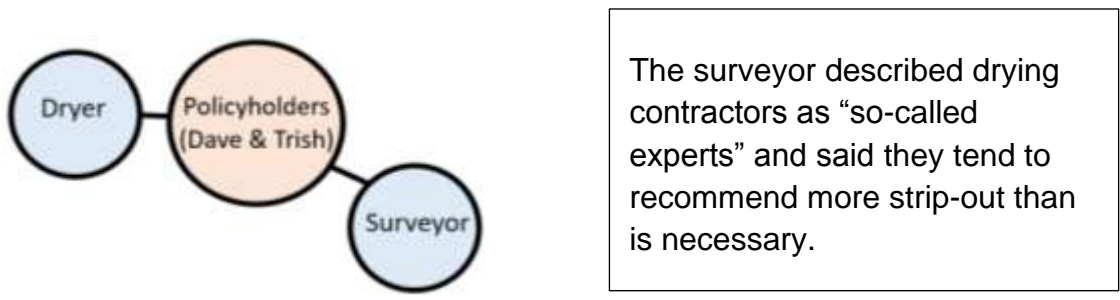 Dryer
Policyholders
(Dave & Trish)
Surveyor
The surveyor described drying
contractors as “so-called
experts” and said they tend to
recommend more strip-out than
is necessary.